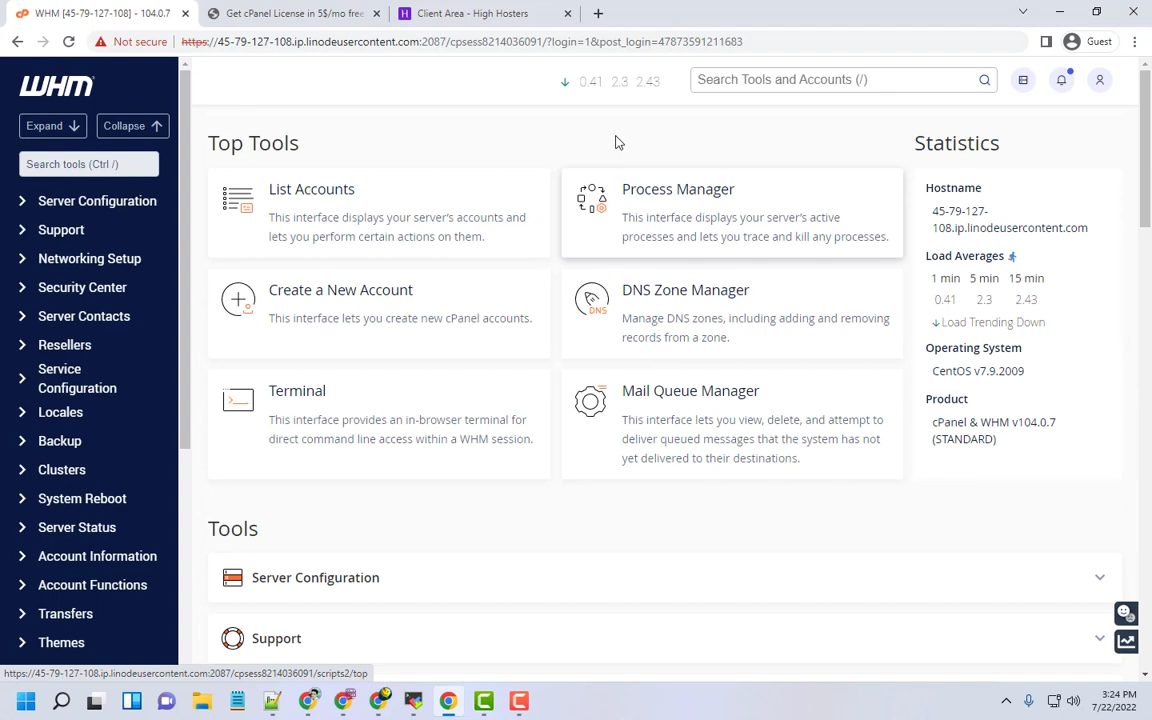 WHM [45-79-127-108] - 104.0.7
Get cPanel License in 5$/mo free
Client Area - High Hosters
Not secure
https://45-79-127-108.ip.linodeusercontent.com:2087/cpsess8214036091/?login=1&post_login=47873591211683
Guest
WHM
Expand
Collapse
Search tools (Ctrl /)
Server Configuration
Support
Networking Setup
Security Center
Server Contacts
Resellers
Service
Configuration
Locales
Backup
Clusters
System Reboot
Server Status
Account Information
Account Functions
Transfers
Themes
0.41 2.3 2.43
Search Tools and Accounts (/)
Top Tools
List Accounts
This interface displays your server's accounts and
lets you perform certain actions on them.
Process Manager
This interface displays your server's active
processes and lets you trace and kill any processes.
Create a New Account
This interface lets you create new cPanel accounts.
DNS
DNS Zone Manager
Manage DNS zones, including adding and removing
records from a zone.
Terminal
This interface provides an in-browser terminal for
direct command line access within a WHM session.
Mail Queue Manager
This interface lets you view, delete, and attempt to
deliver queued messages that the system has not
yet delivered to their destinations.
Statistics
Hostname
45-79-127-
108.ip.linodeusercontent.com
Load Averages
1 min 5 min 15 min
0.41 2.3 2.43
Load Trending Down
Operating System
CentOS v7.9.2009
Product
cPanel & WHM v104.0.7
(STANDARD)
Tools
Server Configuration
Support
https://45-79-127-108.ip.linodeusercontent.com:2087/cpsess8214036091/scripts2/top
3:24 PM
7/22/2022